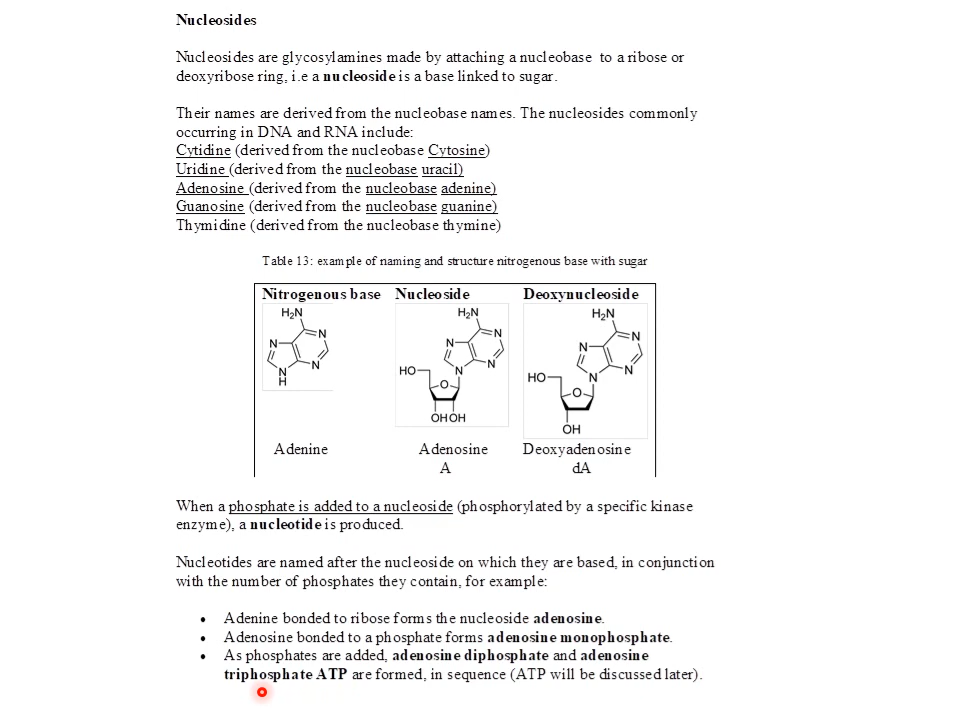 Nucleosides
Nucleosides are glycosylamines made by attaching a nucleobase to a ribose or
deoxyribose ring, i.e a nucleoside is a base linked to sugar.
Their names are derived from the nucleobase names. The nucleosides commonly
occurring in DNA and RNA include:
Cytidine (derived from the nucleobase Cytosine)
Uridine (derived from the nucleobase uracil)
Adenosine (derived from the nucleobase adenine)
Guanosine (derived from the nucleobase guanine)
Thymidine (derived from the nucleobase thymine)
Table 13: example of naming and structure nitrogenous base with sugar
Nitrogenous base Nucleoside Deoxynucleoside
H₂N H₂N H₂N
N N N
N N N
N N N
N N N
H
HO HO
O O
OH OH OH
Adenine Adenosine Deoxyadenosine
A dA
When a phosphate is added to a nucleoside (phosphorylated by a specific kinase
enzyme), a nucleotide is produced.
Nucleotides are named after the nucleoside on which they are based, in conjunction
with the number of phosphates they contain, for example:
• Adenine bonded to ribose forms the nucleoside adenosine.
• Adenosine bonded to a phosphate forms adenosine monophosphate.
• As phosphates are added, adenosine diphosphate and adenosine
triphosphate ATP are formed, in sequence (ATP will be discussed later).